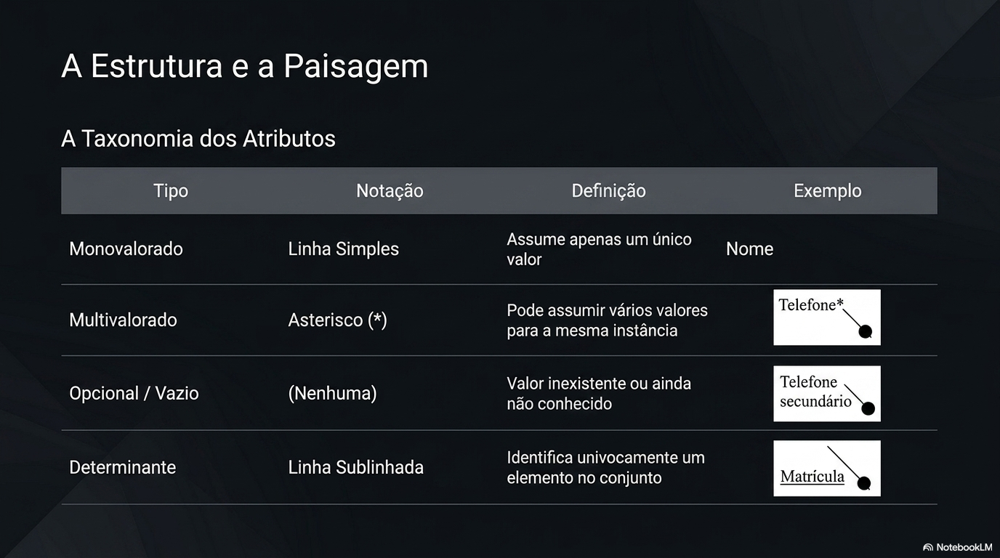 A Estrutura e a Paisagem
A Taxonomia dos Atributos
Tipo Notação Definição Exemplo
Monovalorado Linha Simples Assume apenas um único valor Nome
Multivalorado Asterisco (*) Pode assumir vários valores para a mesma instância Telefone*
Opcional / Vazio (Nenhuma) Valor inexistente ou ainda não conhecido Telefone secundário
Determinante Linha Sublinhada Identifica univocamente um elemento no conjunto Matrícula
NotebookLM